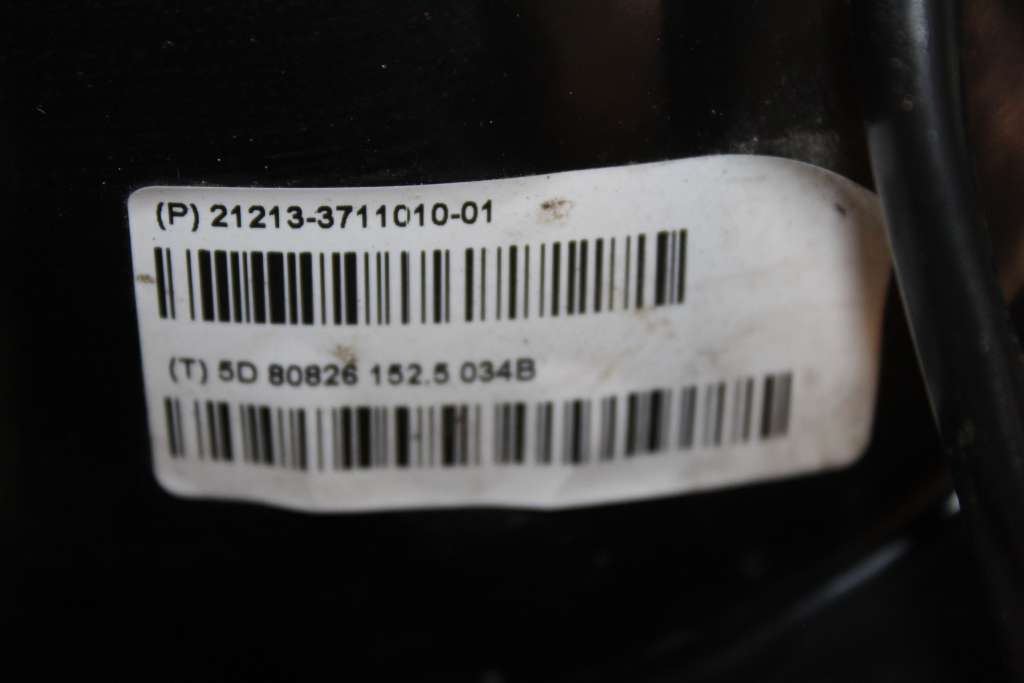 (P) 21213-3711010-01
(T) 5D 80826 152.5 034B